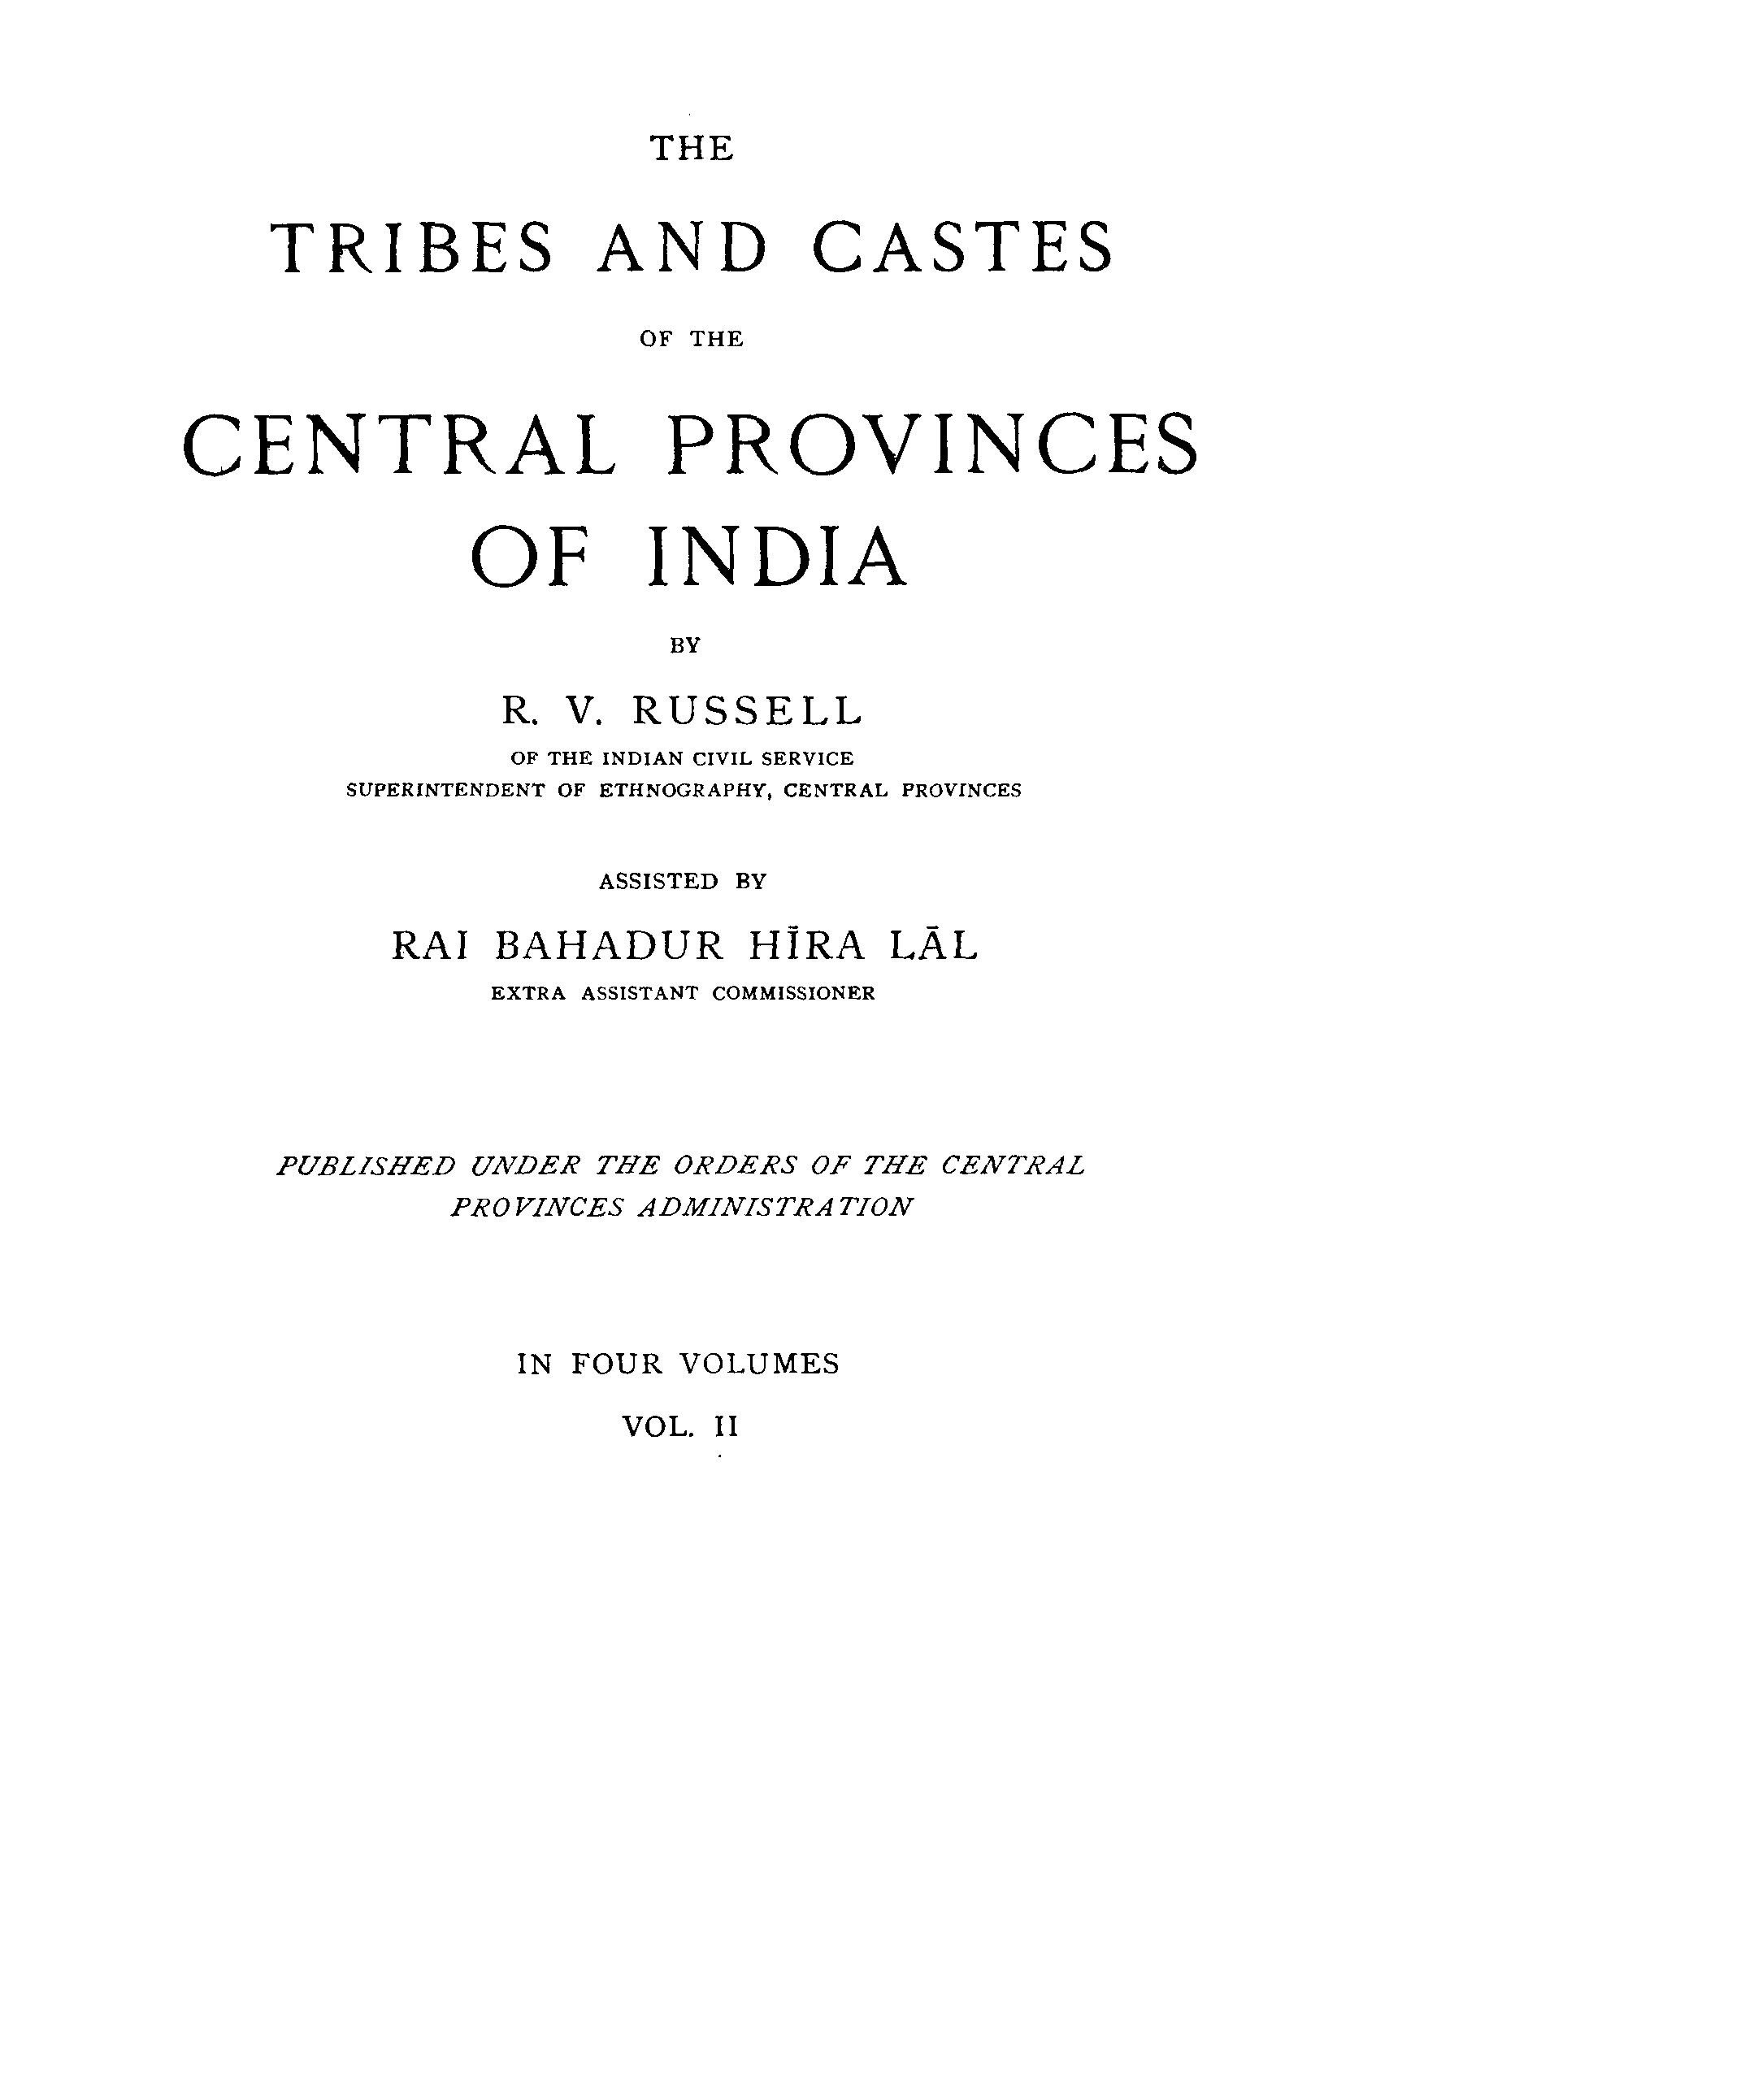 THE
TRIBES AND CASTES
OF THE
CENTRAL PROVINCES
OF INDIA
BY
R. V. RUSSELL
OF THE INDIAN CIVIL SERVICE
SUPERINTENDENT OF ETHNOGRAPHY, CENTRAL PROVINCES
ASSISTED BY
RAI BAHADUR HĪRA LĀL
EXTRA ASSISTANT COMMISSIONER
PUBLISHED UNDER THE ORDERS OF THE CENTRAL
PROVINCES ADMINISTRATION
IN FOUR VOLUMES
VOL. II